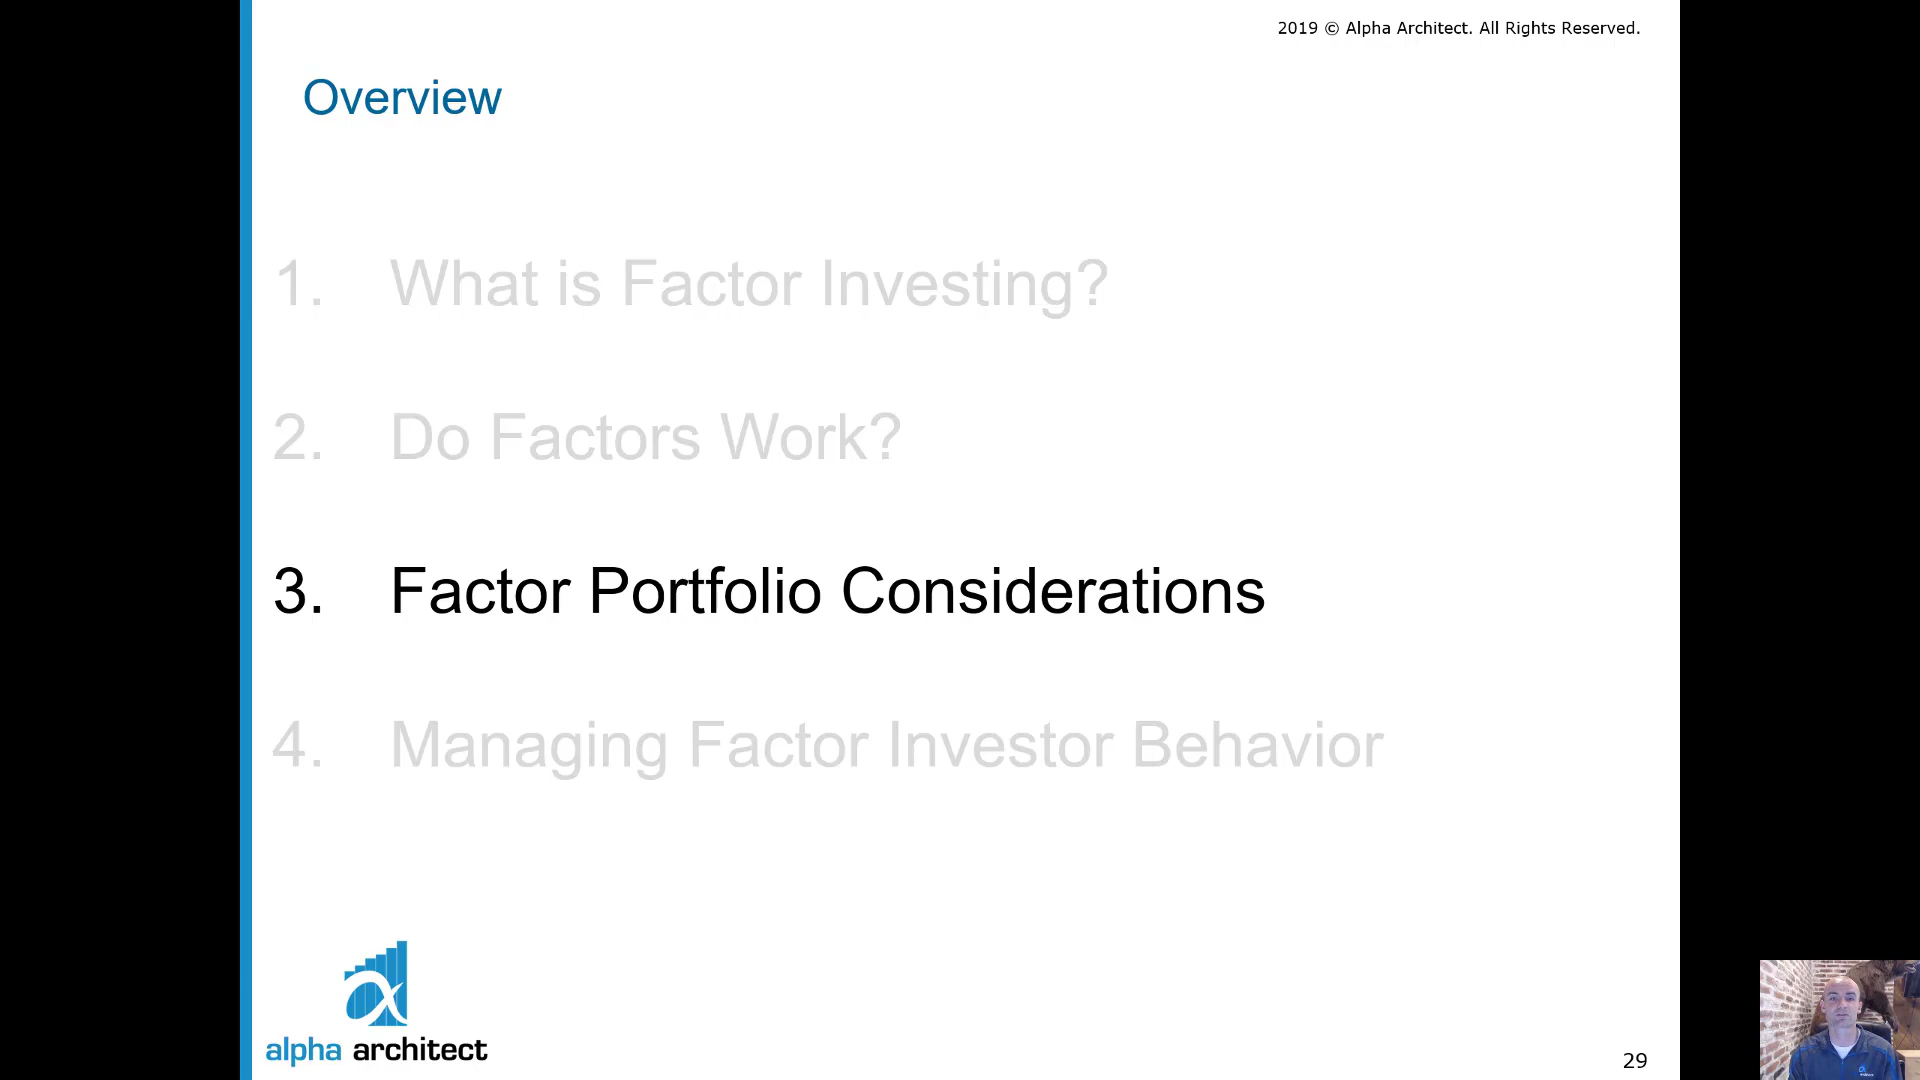 2019 © Alpha Architect. All Rights Reserved.
Overview
1. What is Factor Investing?
2. Do Factors Work?
3. Factor Portfolio Considerations
4. Managing Factor Investor Behavior
alpha architect
29